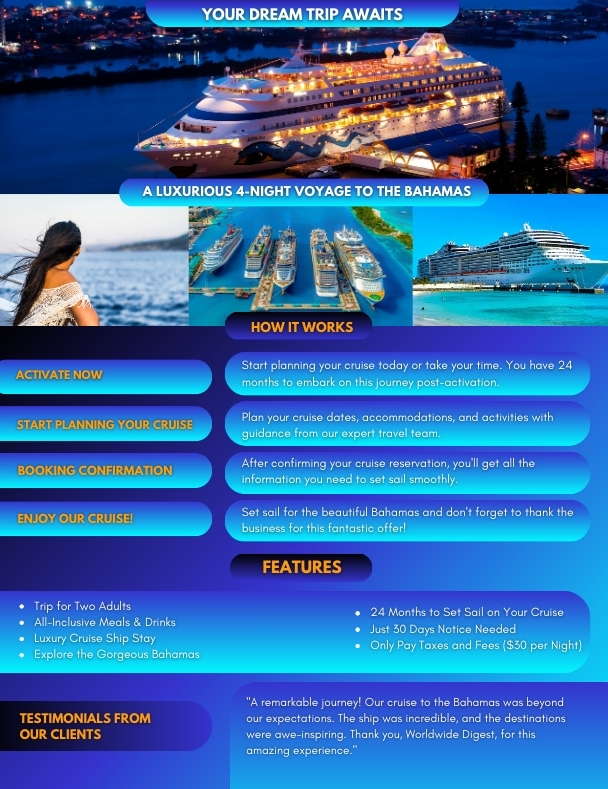 YOUR DREAM TRIP AWAITS
A LUXURIOUS 4-NIGHT VOYAGE TO THE BAHAMAS
HOW IT WORKS
ACTIVATE NOW
Start planning your cruise today or take your time. You have 24
months to embark on this journey post-activation.
START PLANNING YOUR CRUISE
Plan your cruise dates, accommodations, and activities with
guidance from our expert travel team.
BOOKING CONFIRMATION
After confirming your cruise reservation, you'll get all the
information you need to set sail smoothly.
ENJOY OUR CRUISE!
Set sail for the beautiful Bahamas and don't forget to thank the
business for this fantastic offer!
FEATURES
• Trip for Two Adults
• All-Inclusive Meals & Drinks
• Luxury Cruise Ship Stay
• Explore the Gorgeous Bahamas
• 24 Months to Set Sail on Your Cruise
• Just 30 Days Notice Needed
• Only Pay Taxes and Fees ($30 per Night)
TESTIMONIALS FROM
OUR CLIENTS
"A remarkable journey! Our cruise to the Bahamas was beyond
our expectations. The ship was incredible, and the destinations
were awe-inspiring. Thank you, Worldwide Digest, for this
amazing experience."